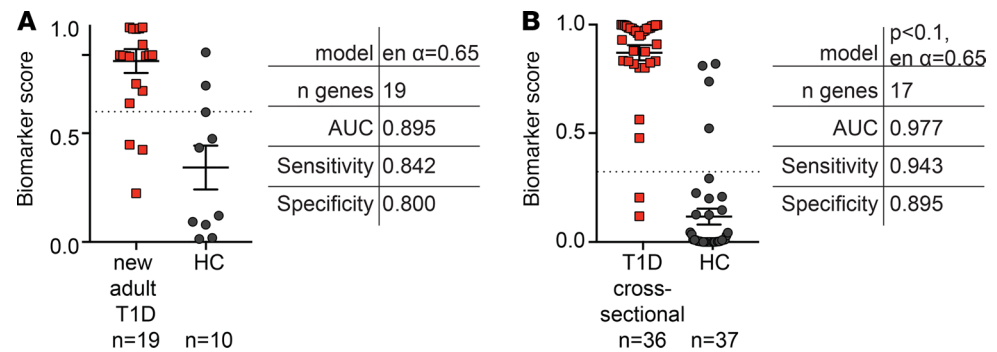 A
Biomarker score
1.0
0.5
0.0
new
adult
T1D
n=19
HC
n=10
model en α=0.65
n genes 19
AUC 0.895
Sensitivity 0.842
Specificity 0.800
B
Biomarker score
1.0
0.5
0.0
T1D
cross-
sectional
n=36
HC
n=37
model p<0.1,
en α=0.65
n genes 17
AUC 0.977
Sensitivity 0.943
Specificity 0.895